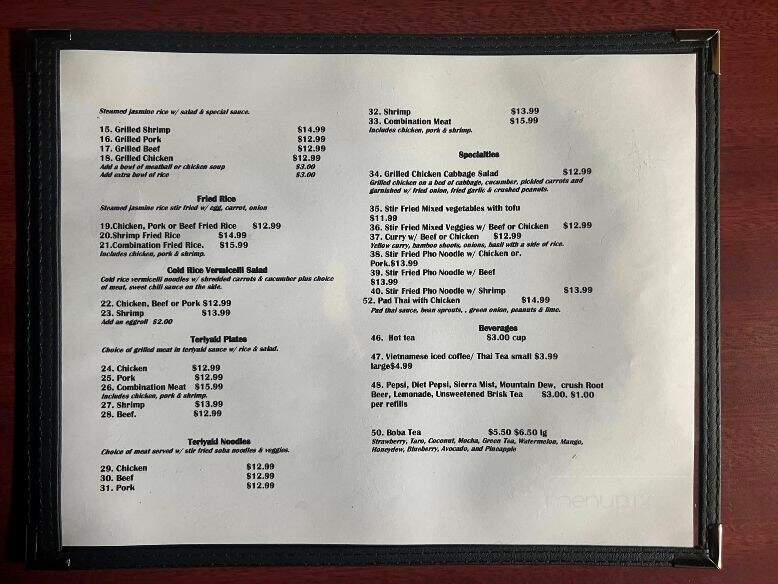 Steamed jasmine rice w/ salad & special sauce.
15. Grilled Shrimp $14.99
16. Grilled Pork $12.99
17. Grilled Beef $12.99
18. Grilled Chicken $12.99
Add a bowl of meatball or chicken soup $3.00
Add extra bowl of rice $3.00
Fried Rice
Steamed jasmine rice stir fried w/ egg, carrot, onion
19.Chicken, Pork or Beef Fried Rice $12.99
20.Shrimp Fried Rice $14.99
21.Combination Fried Rice. $15.99
Includes chicken, pork & shrimp.
Cold Rice Vermicelli Salad
Cold rice vermicelli noodles w/ shredded carrots & cucumber plus choice
of meat, sweet chili sauce on the side.
22. Chicken, Beef or Pork $12.99
23. Shrimp $13.99
Add an eggroll $2.00
Teriyaki Plates
Choice of grilled meat in teriyaki sauce w/ rice & salad.
24. Chicken $12.99
25. Pork $12.99
26. Combination Meat $15.99
Includes chicken, pork & shrimp.
27. Shrimp $13.99
28. Beef. $12.99
Teriyaki Noodles
Choice of meat served w/ stir fried soba noodles & veggies.
29. Chicken $12.99
30. Beef $12.99
31. Pork $12.99
32. Shrimp $13.99
33. Combination Meat $15.99
Includes chicken, pork & shrimp.
Specialties
34. Grilled Chicken Cabbage Salad $12.99
Grilled chicken on a bed of cabbage, cucumber, pickled carrots and
garnished w/ fried onion, fried garlic & crushed peanuts.
35. Stir Fried Mixed vegetables with tofu
$11.99
36. Stir Fried Mixed Veggies w/ Beef or Chicken $12.99
37. Curry w/ Beef or Chicken $12.99
Yellow curry, bamboo shoots, onions, basil with a side of rice.
38. Stir Fried Pho Noodle w/ Chicken or.
Pork.$13.99
39. Stir Fried Pho Noodle w/ Beef
$13.99
40. Stir Fried Pho Noodle w/ Shrimp $13.99
52. Pad Thai with Chicken $14.99
Pad thai sauce, bean sprouts, , green onion, peanuts & lime.
Beverages
46. Hot tea $3.00 cup
47. Vietnamese iced coffee/ Thai Tea small $3.99
large$4.99
48. Pepsi, Diet Pepsi, Sierra Mist, Mountain Dew, crush Root
Beer, Lemonade, Unsweetened Brisk Tea $3.00. $1.00
per refills
50. Boba Tea $5.50 $6.50 lg
Strawberry, Taro, Coconut, Mocha, Green Tea, Watermelon, Mango,
Honeydew, Blueberry, Avocado, and Pineapple